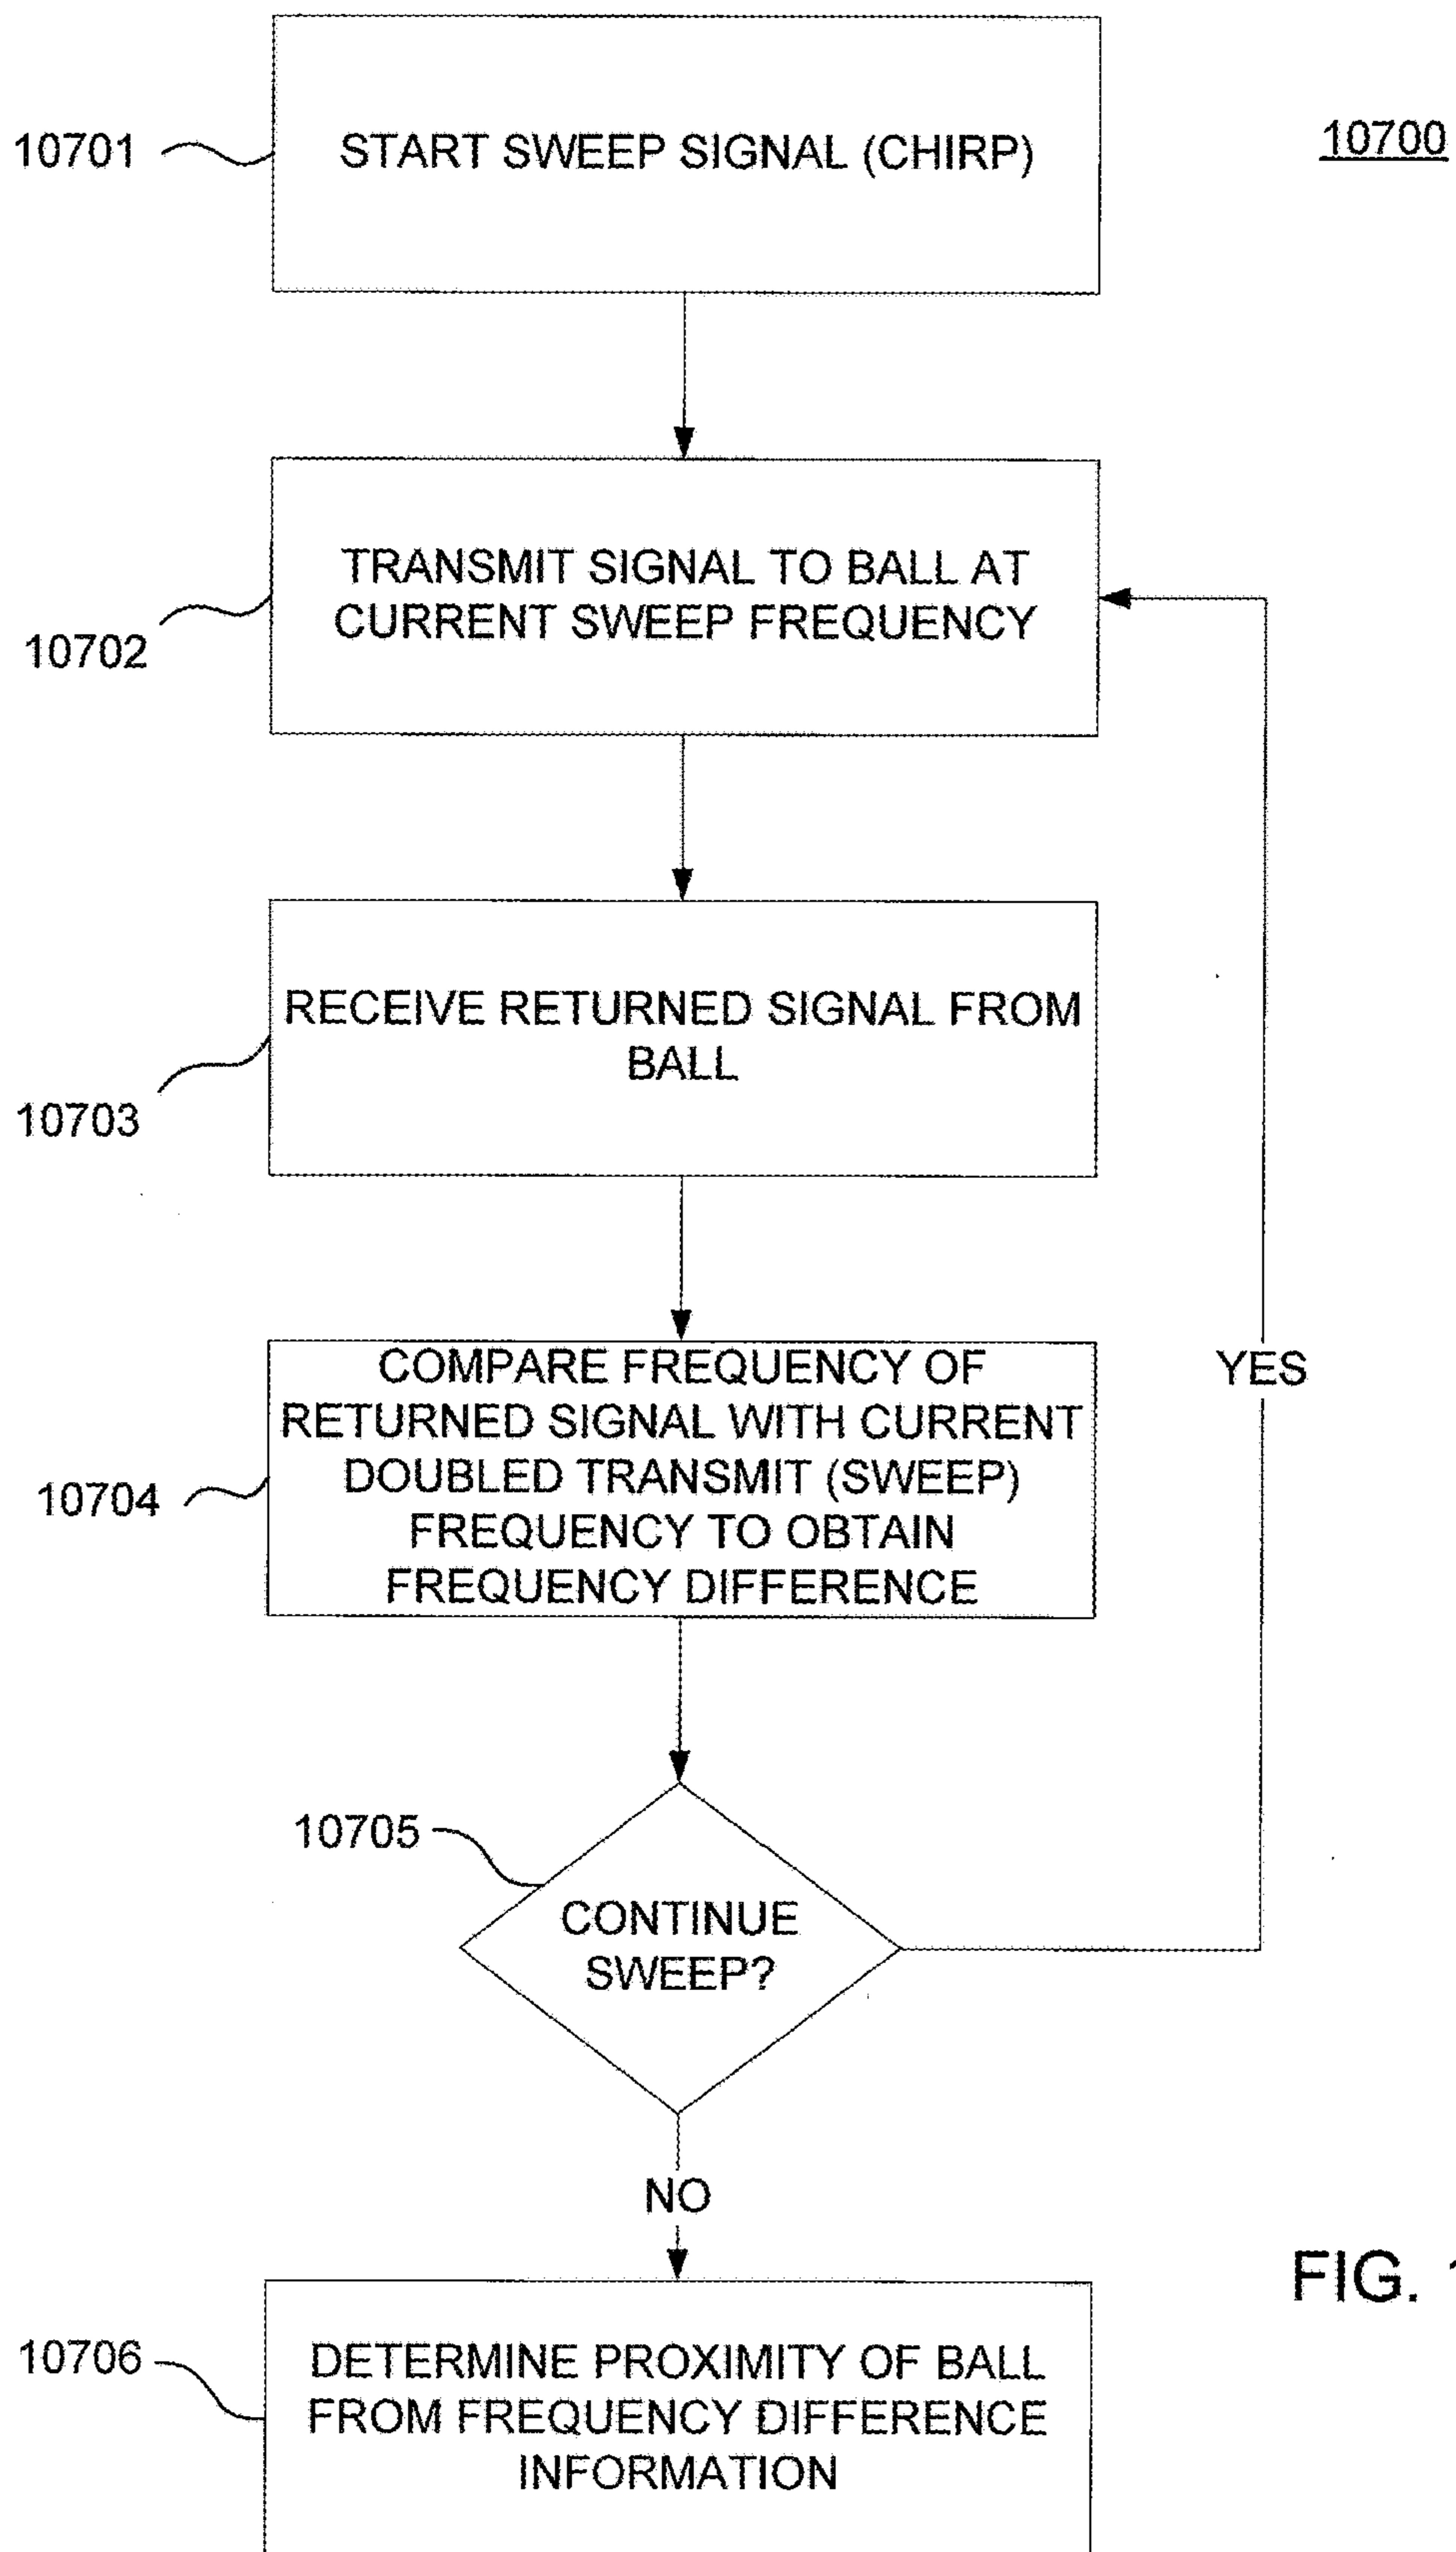 10700
10701
START SWEEP SIGNAL (CHIRP)
10702
TRANSMIT SIGNAL TO BALL AT
CURRENT SWEEP FREQUENCY
10703
RECEIVE RETURNED SIGNAL FROM
BALL
10704
COMPARE FREQUENCY OF
RETURNED SIGNAL WITH CURRENT
DOUBLED TRANSMIT (SWEEP)
FREQUENCY TO OBTAIN
FREQUENCY DIFFERENCE
YES
10705
CONTINUE
SWEEP?
NO
10706
DETERMINE PROXIMITY OF BALL
FROM FREQUENCY DIFFERENCE
INFORMATION
FIG.